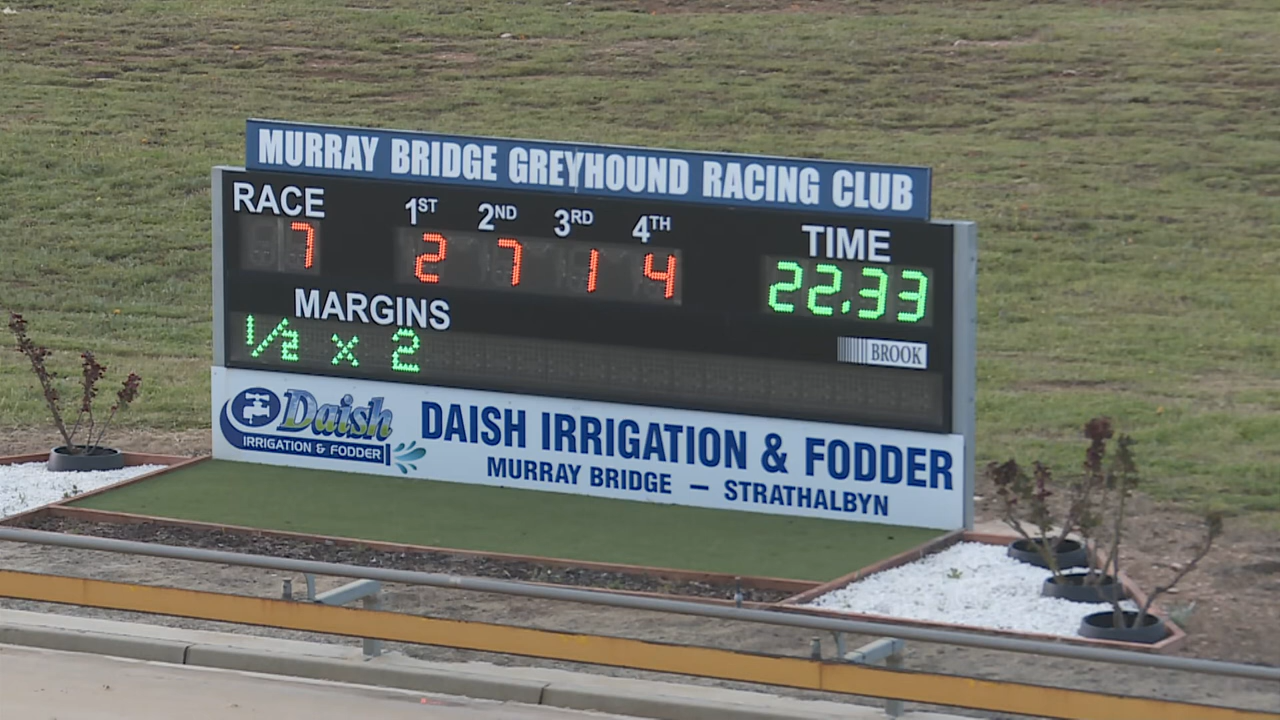 MURRAY BRIDGE GREYHOUND RACING CLUB
RACE 1ST 2ND 3RD 4TH TIME
7 2 7 1 4 22.33
MARGINS
1/2 x 2
BROOK
Daish
IRRIGATION & FODDER
DAISH IRRIGATION & FODDER
MURRAY BRIDGE – STRATHALBYN